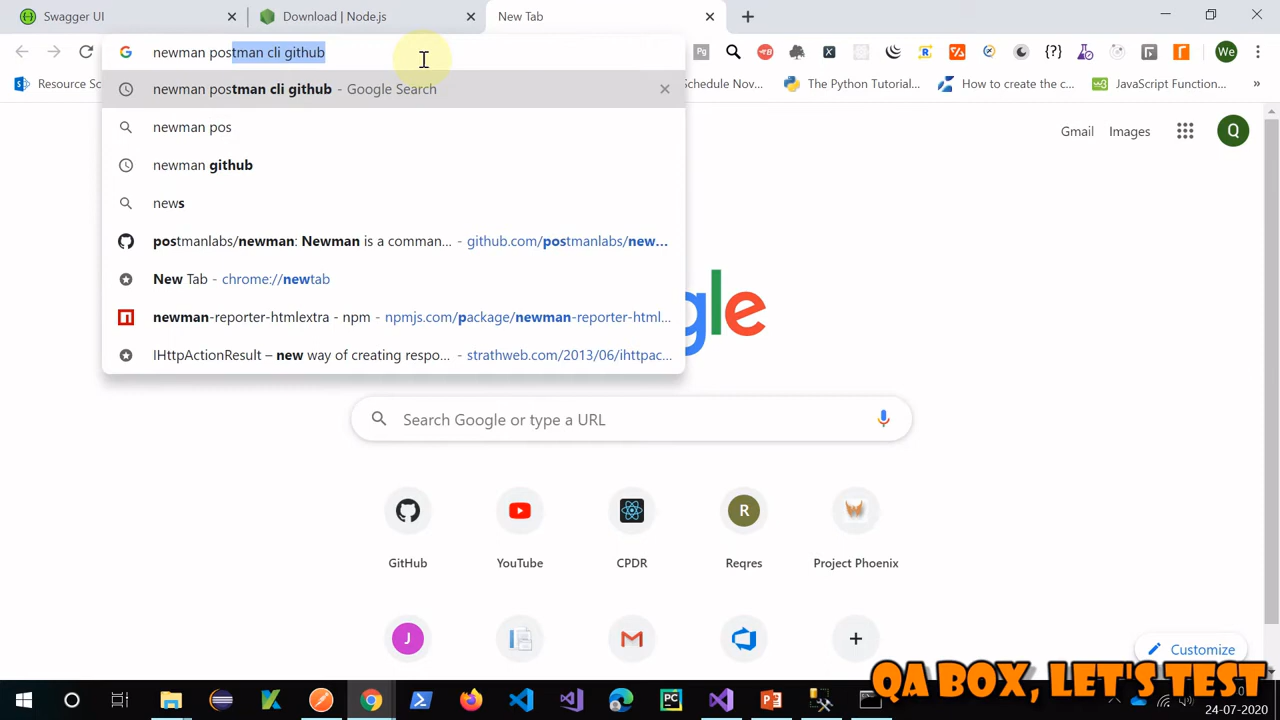 Swagger UI
Download | Node.js
New Tab
newman postman cli github
We
Resource Sc
Schedule Nov...
Python Programmin...
How to create the c...
JavaScript Function...
»
newman postman cli github - Google Search
newman pos
newman github
news
postmanlabs/newman: Newman is a comman... - github.com/postmanlabs/new...
New Tab - chrome://newtab
newman-reporter-htmlextra - npm - npmjs.com/package/newman-reporter-html...
IHttpActionResult – new way of creating respo... - strathweb.com/2013/06/ihttpac...
Gmail
Images
Q
gle
Search Google or type a URL
R
GitHub
YouTube
CPDR
Reqres
Project Phoenix
J
Customize
QA BOX, LET'S TEST
24-07-2020